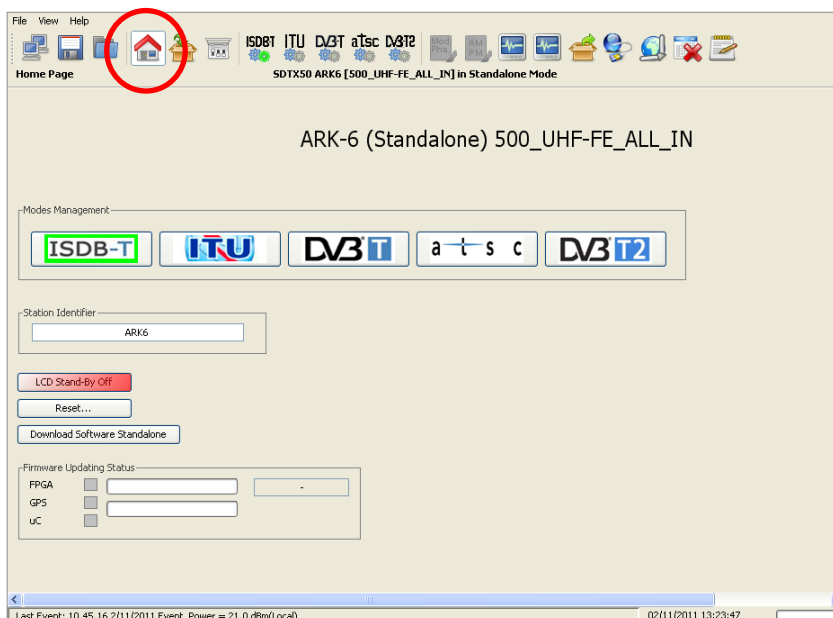 File View Help
ISDBT ITU DVB-T atsc DVBT2 Mod. Pha. AM PM
Home Page SDTX50 ARK6 [500_UHF-FE_ALL_IN] in Standalone Mode
ARK-6 (Standalone) 500_UHF-FE_ALL_IN
Modes Management
ISDB-T ITU DVB T atsc DVB T2
Station Identifier
ARK6
LCD Stand-By Off
Reset...
Download Software Standalone
Firmware Updating Status
FPGA -
GPS
uC
Last Event: 10.45.16 2/11/2011 Event. Power = 21.0 dBm(Local) 02/11/2011 13:23:47